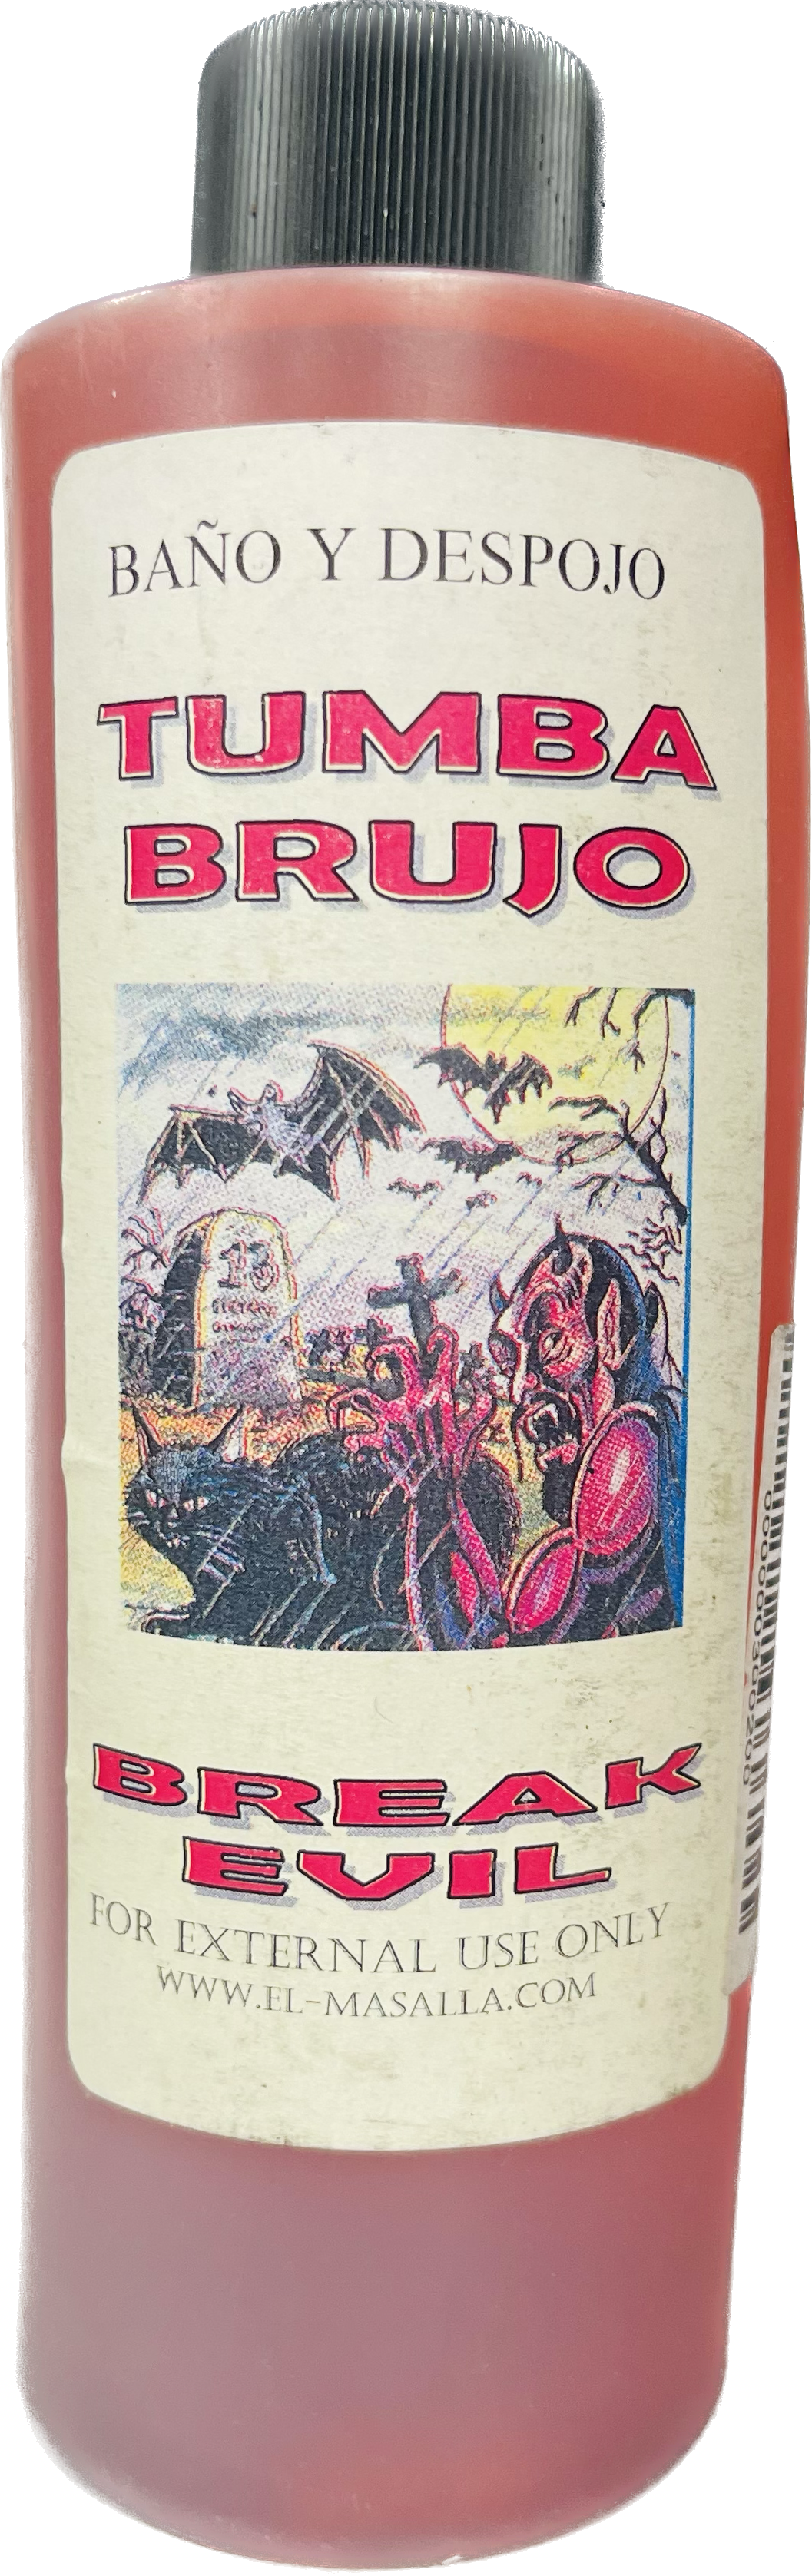 BAÑO Y DESPOJO
TUMBA
BRUJO
13
BREAK
EVIL
FOR EXTERNAL USE ONLY
WWW.EL-MASALLA.COM